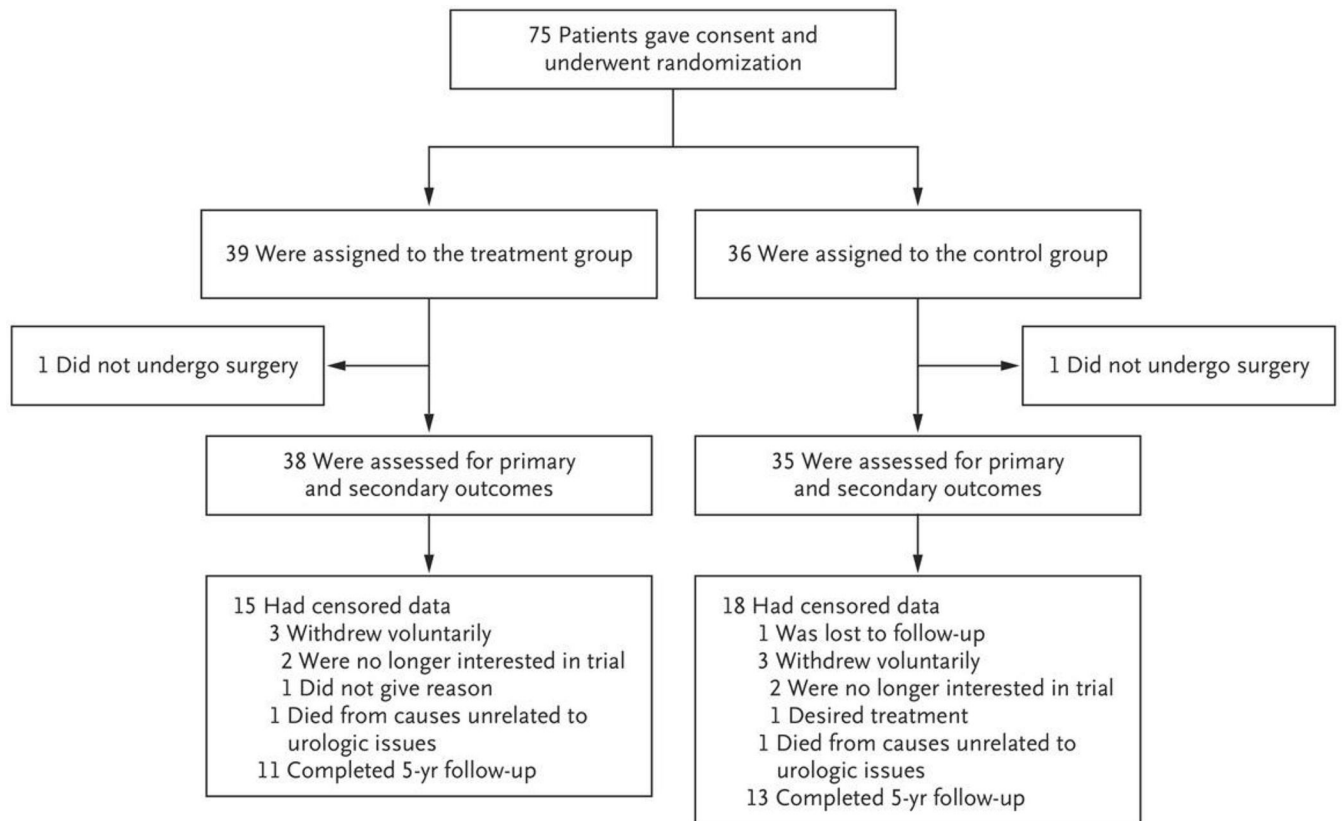 75 Patients gave consent and
underwent randomization
39 Were assigned to the treatment group
36 Were assigned to the control group
1 Did not undergo surgery
1 Did not undergo surgery
38 Were assessed for primary
and secondary outcomes
35 Were assessed for primary
and secondary outcomes
15 Had censored data
3 Withdrew voluntarily
2 Were no longer interested in trial
1 Did not give reason
1 Died from causes unrelated to
urologic issues
11 Completed 5-yr follow-up
18 Had censored data
1 Was lost to follow-up
3 Withdrew voluntarily
2 Were no longer interested in trial
1 Desired treatment
1 Died from causes unrelated to
urologic issues
13 Completed 5-yr follow-up